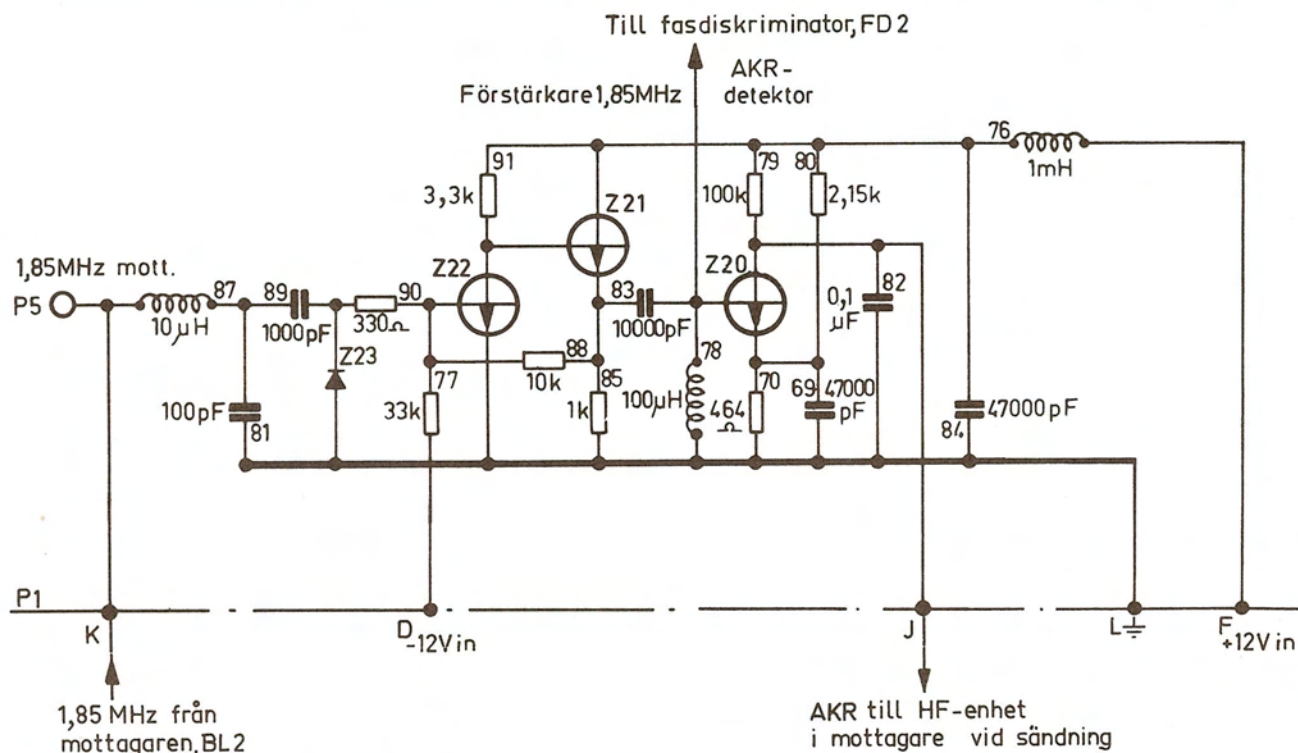 Till fasdiskriminator, FD 2
Förstärkare 1,85MHz
AKR-
detektor
91
3,3k
Z 21
Z22
79
100k
80
2,15k
76
1mH
1,85MHz mott.
P5
87
10µH
89
1000pF
330Ω
90
Z23
83
10000pF
Z20
82
0,1
µF
88
10k
77
33k
85
1k
78
100µH
70
464
Ω
69
47000
pF
100pF
81
47000pF
84
P1
K
D
-12V in
J
L
F
+12V in
1,85 MHz från
mottagaren, BL2
AKR till HF-enhet
i mottagare vid sändning